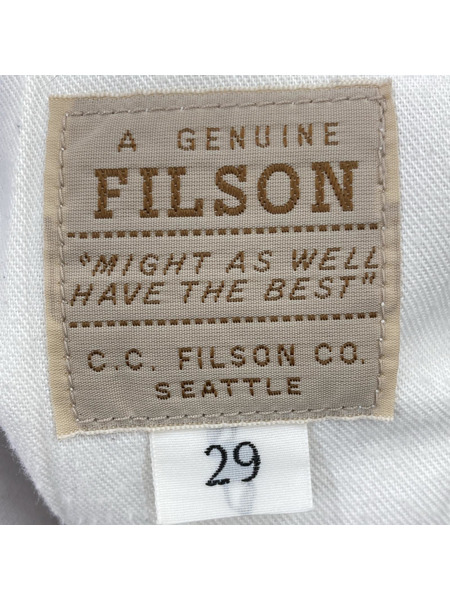 A GENUINE
FILSON
"MIGHT AS WELL
HAVE THE BEST"
C.C. FILSON CO.
SEATTLE
29